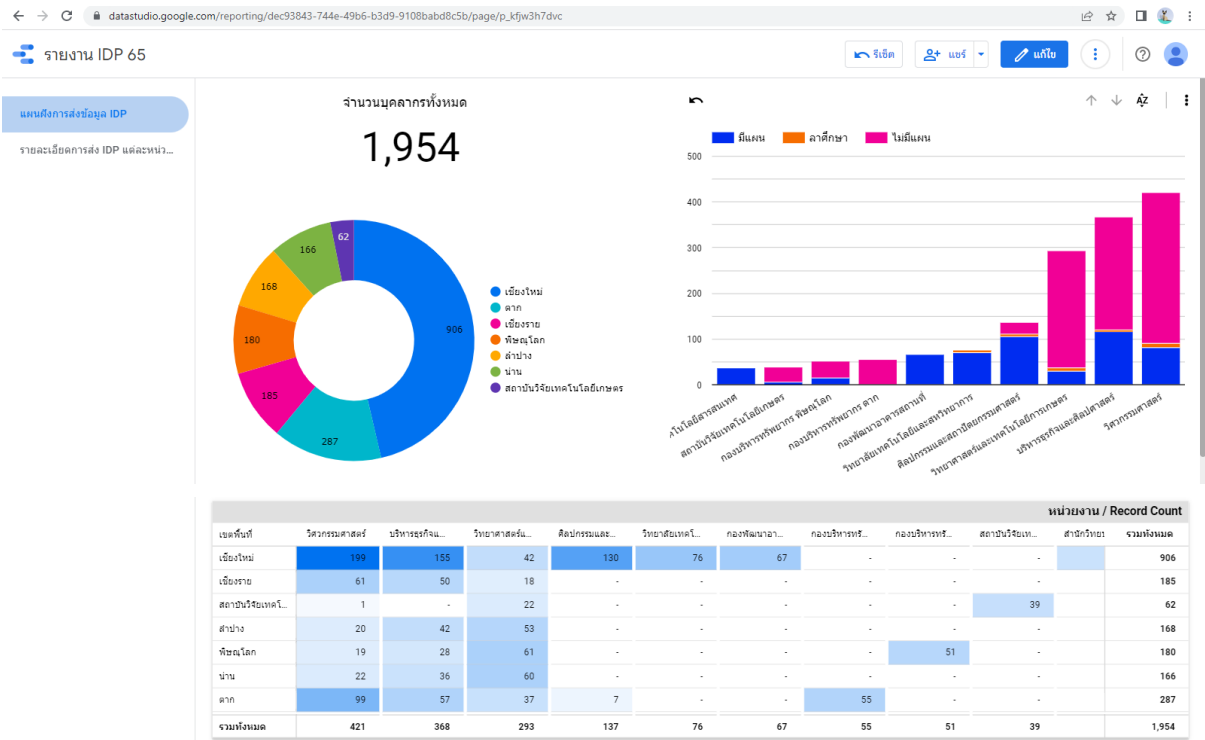 datastudio.google.com/reporting/dec93843-744e-49b6-b3d9-9108babd8c5b/page/p_kfjw3h7dvc
รายงาน IDP 65
รีเซ็ต
แชร์
แก้ไข
แผนผังการส่งข้อมูล IDP
รายละเอียดการส่ง IDP แต่ละหน่ว...
จำนวนบุคลากรทั้งหมด
1,954
906
287
185
180
168
166
62
เชียงใหม่
ตาก
เชียงราย
พิษณุโลก
ลำปาง
น่าน
สถาบันวิจัยเทคโนโลยีเกษตร
มีแผน ลาศึกษา ไม่มีแผน
500
400
300
200
100
0
สถาบันวิจัยเทคโนโลยีเกษตร
กองบริหารทรัพยากร พิษณุโลก
กองบริหารทรัพยากร ตาก
กองพัฒนาอาคารสถานที่
วิทยาลัยเทคโนโลยีและสหวิทยาการ
ศิลปกรรมและสถาปัตยกรรมศาสตร์
วิทยาศาสตร์และเทคโนโลยีการเกษตร
บริหารธุรกิจและศิลปศาสตร์
วิศวกรรมศาสตร์
หน่วยงาน / Record Count
เขตพื้นที่ วิศวกรรมศาสตร์ บริหารธุรกิจแ... วิทยาศาสตร์แ... ศิลปกรรมและ... วิทยาลัยเทคโ... กองพัฒนาอา... กองบริหารทรั... กองบริหารทรั... สถาบันวิจัยเท... สำนักวิทยบ รวมทั้งหมด
เชียงใหม่ 199 155 42 130 76 67 - - - 906
เชียงราย 61 50 18 - - - - - - 185
สถาบันวิจัยเทคโ... 1 - 22 - - - - - 39 62
ลำปาง 20 42 53 - - - - - - 168
พิษณุโลก 19 28 61 - - - - 51 - 180
น่าน 22 36 60 - - - - - - 166
ตาก 99 57 37 7 - - 55 - - 287
รวมทั้งหมด 421 368 293 137 76 67 55 51 39 1,954